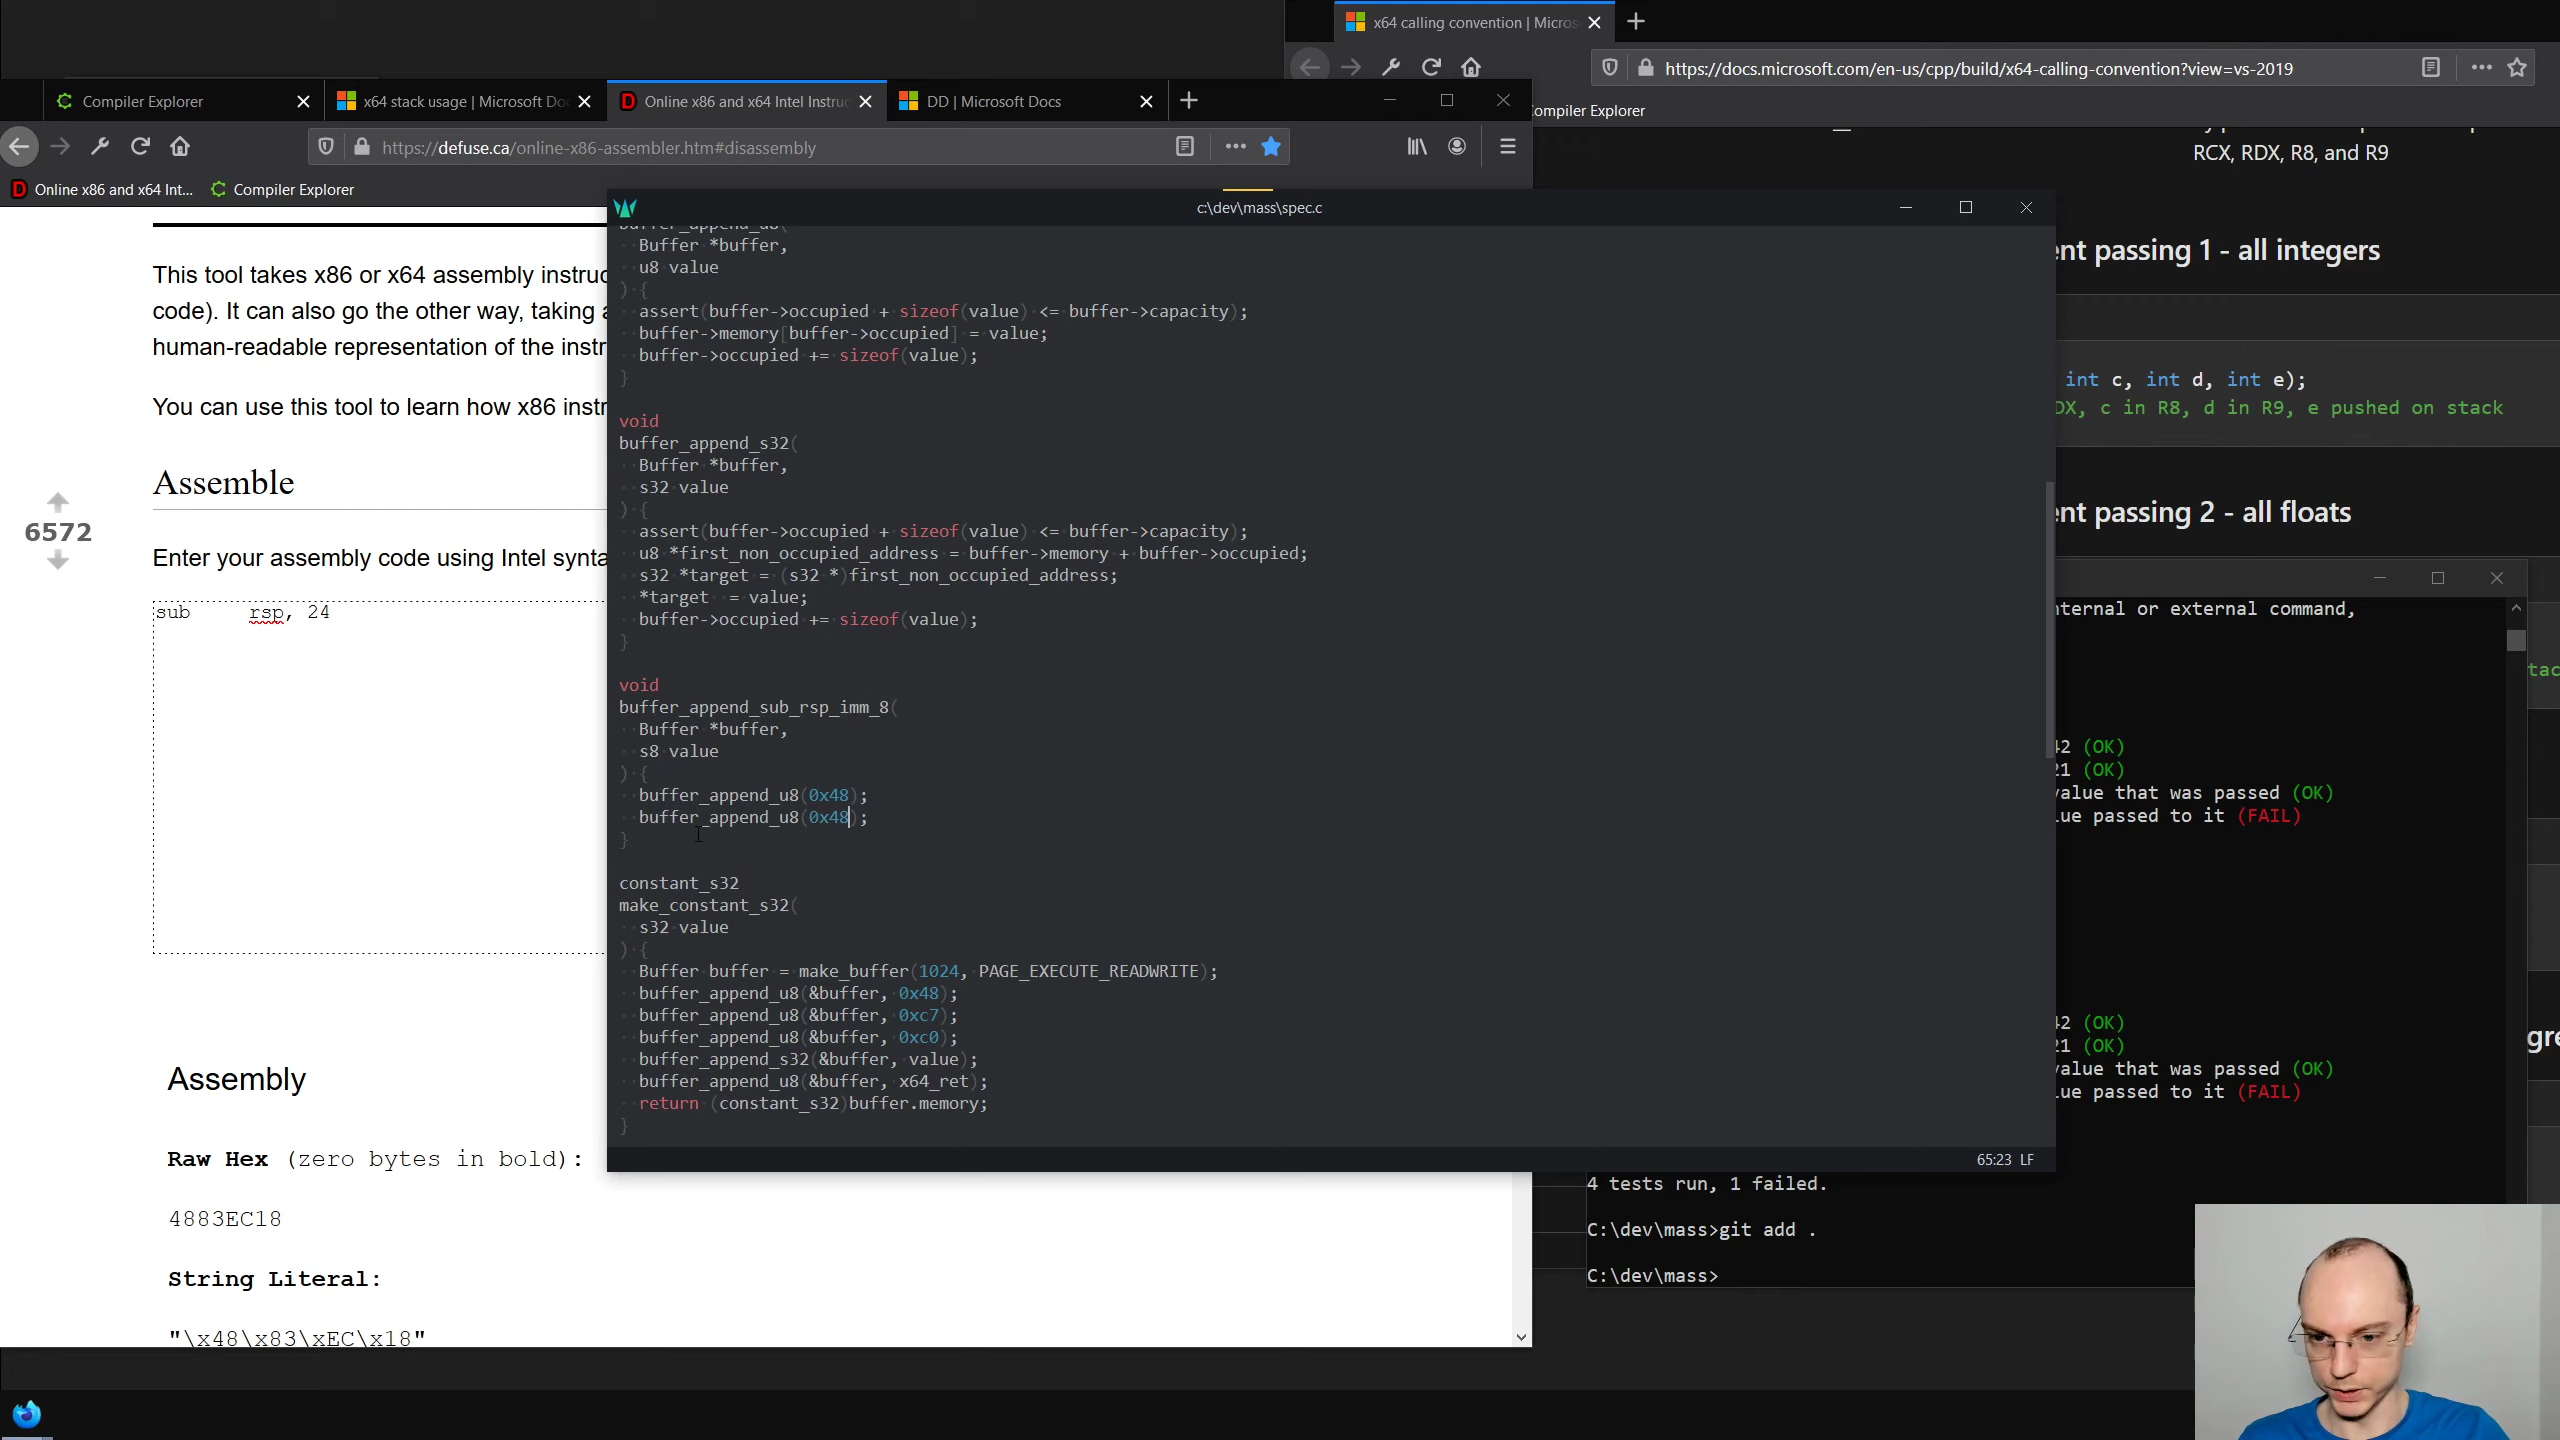 x64 calling convention | Micros
https://docs.microsoft.com/en-us/cpp/build/x64-calling-convention?view=vs-2019
Compiler Explorer
x64 stack usage | Microsoft Do
Online x86 and x64 Intel Instruc
DD | Microsoft Docs
ompiler Explorer
https://defuse.ca/online-x86-assembler.htm#disassembly
RCX, RDX, R8, and R9
Online x86 and x64 Int...
Compiler Explorer
c:\dev\mass\spec.c
This tool takes x86 or x64 assembly instruc
code). It can also go the other way, taking a
human-readable representation of the instr
You can use this tool to learn how x86 instr
Assemble
6572
Enter your assembly code using Intel synta
sub rsp, 24
Assembly
Raw Hex (zero bytes in bold):
4883EC18
String Literal:
"\x48\x83\xEC\x18"
buffer_append_u8(
Buffer *buffer,
u8 value
) {
assert(buffer->occupied + sizeof(value) <= buffer->capacity);
buffer->memory[buffer->occupied] = value;
buffer->occupied += sizeof(value);
}
void
buffer_append_s32(
Buffer *buffer,
s32 value
) {
assert(buffer->occupied + sizeof(value) <= buffer->capacity);
u8 *first_non_occupied_address = buffer->memory + buffer->occupied;
s32 *target = (s32 *)first_non_occupied_address;
*target = value;
buffer->occupied += sizeof(value);
}
void
buffer_append_sub_rsp_imm_8(
Buffer *buffer,
s8 value
) {
buffer_append_u8(0x48);
buffer_append_u8(0x48);
}
constant_s32
make_constant_s32(
s32 value
) {
Buffer buffer = make_buffer(1024, PAGE_EXECUTE_READWRITE);
buffer_append_u8(&buffer, 0x48);
buffer_append_u8(&buffer, 0xc7);
buffer_append_u8(&buffer, 0xc0);
buffer_append_s32(&buffer, value);
buffer_append_u8(&buffer, x64_ret);
return (constant_s32)buffer.memory;
}
65:23 LF
ent passing 1 - all integers
int c, int d, int e);
DX, c in R8, d in R9, e pushed on stack
ent passing 2 - all floats
nternal or external command,
tac
42 (OK)
21 (OK)
value that was passed (OK)
lue passed to it (FAIL)
42 (OK)
21 (OK)
gre
value that was passed (OK)
lue passed to it (FAIL)
4 tests run, 1 failed.
C:\dev\mass>git add .
C:\dev\mass>